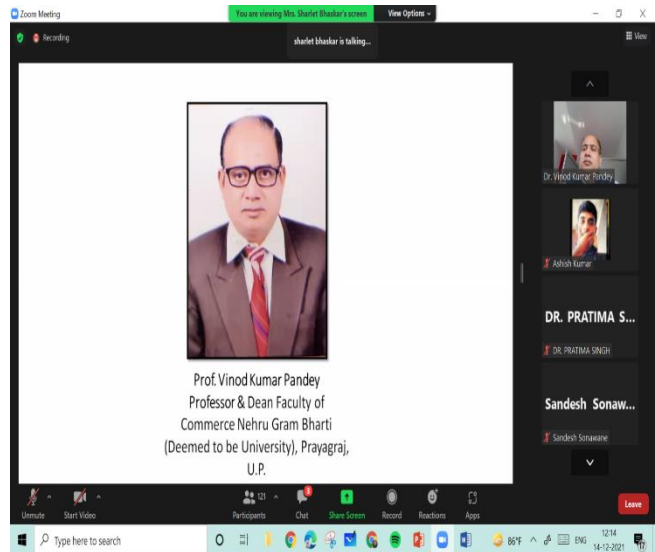 Zoom Meeting
You are viewing Mrs. Sharlet Bhaskar's screen
View Options
Recording
sharlet bhaskar is talking...
View
Dr. Vinod Kumar Pandey
Ashish Kumar
DR. PRATIMA S...
DR. PRATIMA SINGH
Sandesh Sonaw...
Sandesh Sonawane
Prof. Vinod Kumar Pandey
Professor & Dean Faculty of
Commerce Nehru Gram Bharti
(Deemed to be University), Prayagraj,
U.P.
Unmute
Start Video
121
Participants
Chat
Share Screen
Record
Reactions
Apps
Leave
Type here to search
86°F
ENG
12:14
14-12-2021